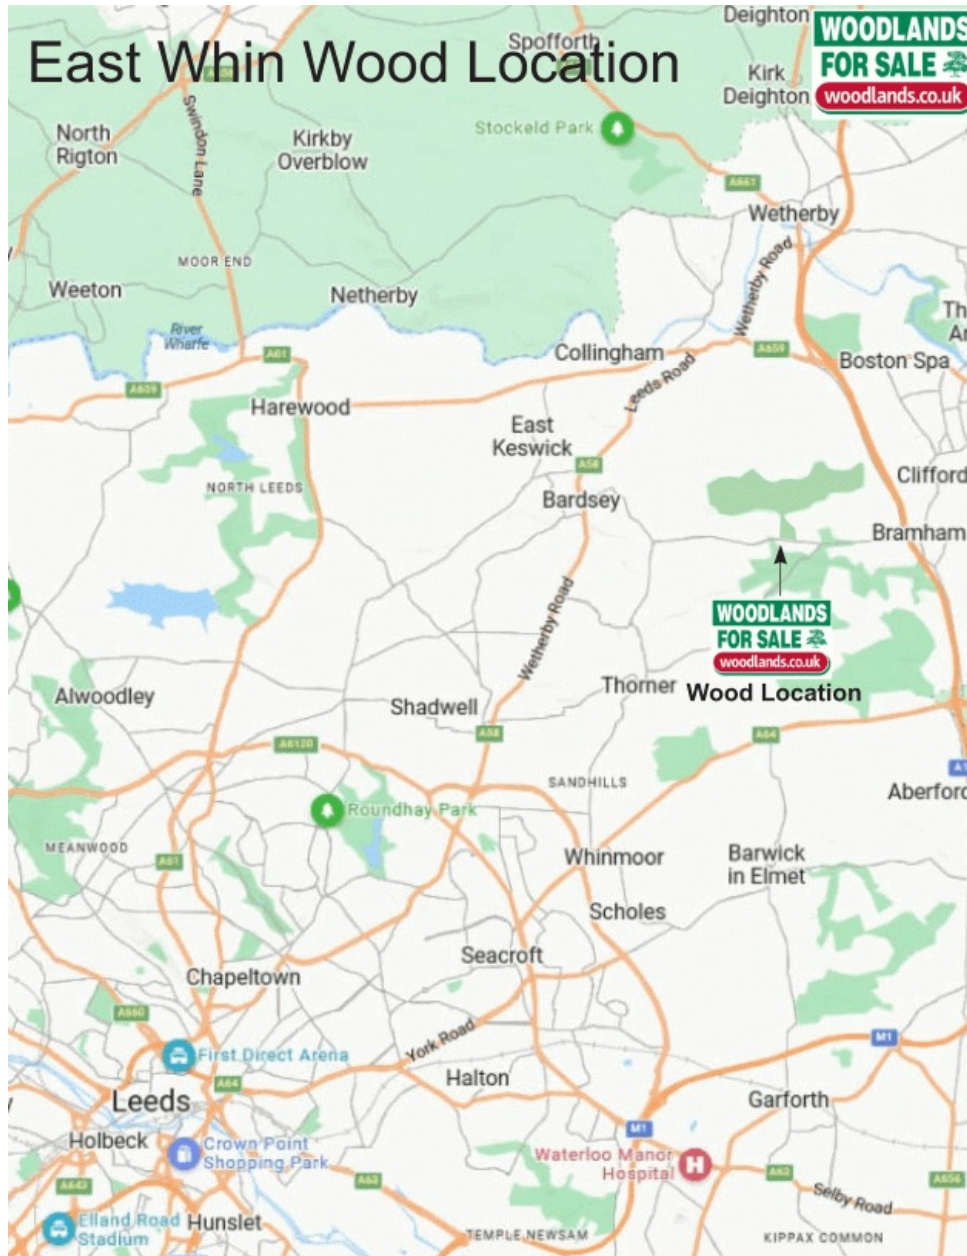 East Whin Wood Location
WOODLANDS
FOR SALE
woodlands.co.uk
Deighton
Spofforth
Kirk
Deighton
Stockeld Park
North
Rigton
Swindon Lane
Kirkby
Overblow
A661
Wetherby
MOOR END
Weeton
Netherby
Wetherby Road
River
Wharfe
A61
A659
Collingham
A659
Boston Spa
Leeds Road
Harewood
East
Keswick
A58
NORTH LEEDS
Bardsey
Clifford
Bramham
WOODLANDS
FOR SALE
woodlands.co.uk
Wood Location
Wetherby Road
Thorner
Alwoodley
Shadwell
A58
A64
A6120
SANDHILLS
Roundhay Park
MEANWOOD
A61
Whinmoor
Barwick
in Elmet
Scholes
Seacroft
Chapeltown
A660
York Road
First Direct Arena
A64
Halton
M1
Leeds
Garforth
Holbeck
Crown Point
Shopping Park
M1
Waterloo Manor
Hospital
H
A63
A63
A656
A643
Selby Road
Elland Road
Stadium
Hunslet
TEMPLE NEWSAM
KIPPAX COMMON